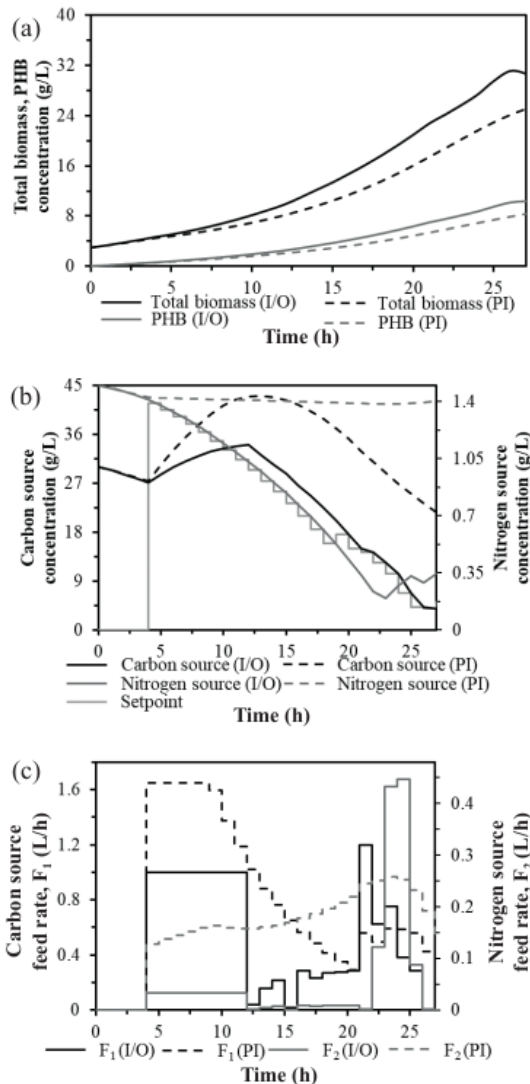 (a)
40
32
24
16
8
0
Total biomass, PHB
concentration (g/L)
0 5 10 15 20 25
Total biomass (I/O) Total biomass (PI)
PHB (I/O) PHB (PI)
Time (h)
(b)
45
36
27
18
9
0
Carbon source
concentration (g/L)
1.4
1.05
0.7
0.35
0
Nitrogen source
concentration (g/L)
0 5 10 15 20 25
Carbon source (I/O) Carbon source (PI)
Nitrogen source (I/O) Nitrogen source (PI)
Setpoint
Time (h)
(c)
1.6
1.2
0.8
0.4
0
Carbon source
feed rate, F₁ (L/h)
0.4
0.3
0.2
0.1
0
Nitrogen source
feed rate, F₂ (L/h)
0 5 10 15 20 25
F₁ (I/O) F₁ (PI) F₂ (I/O) F₂ (PI)
Time (h)